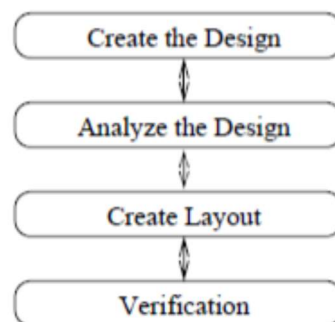 Create the Design
Analyze the Design
Create Layout
Verification